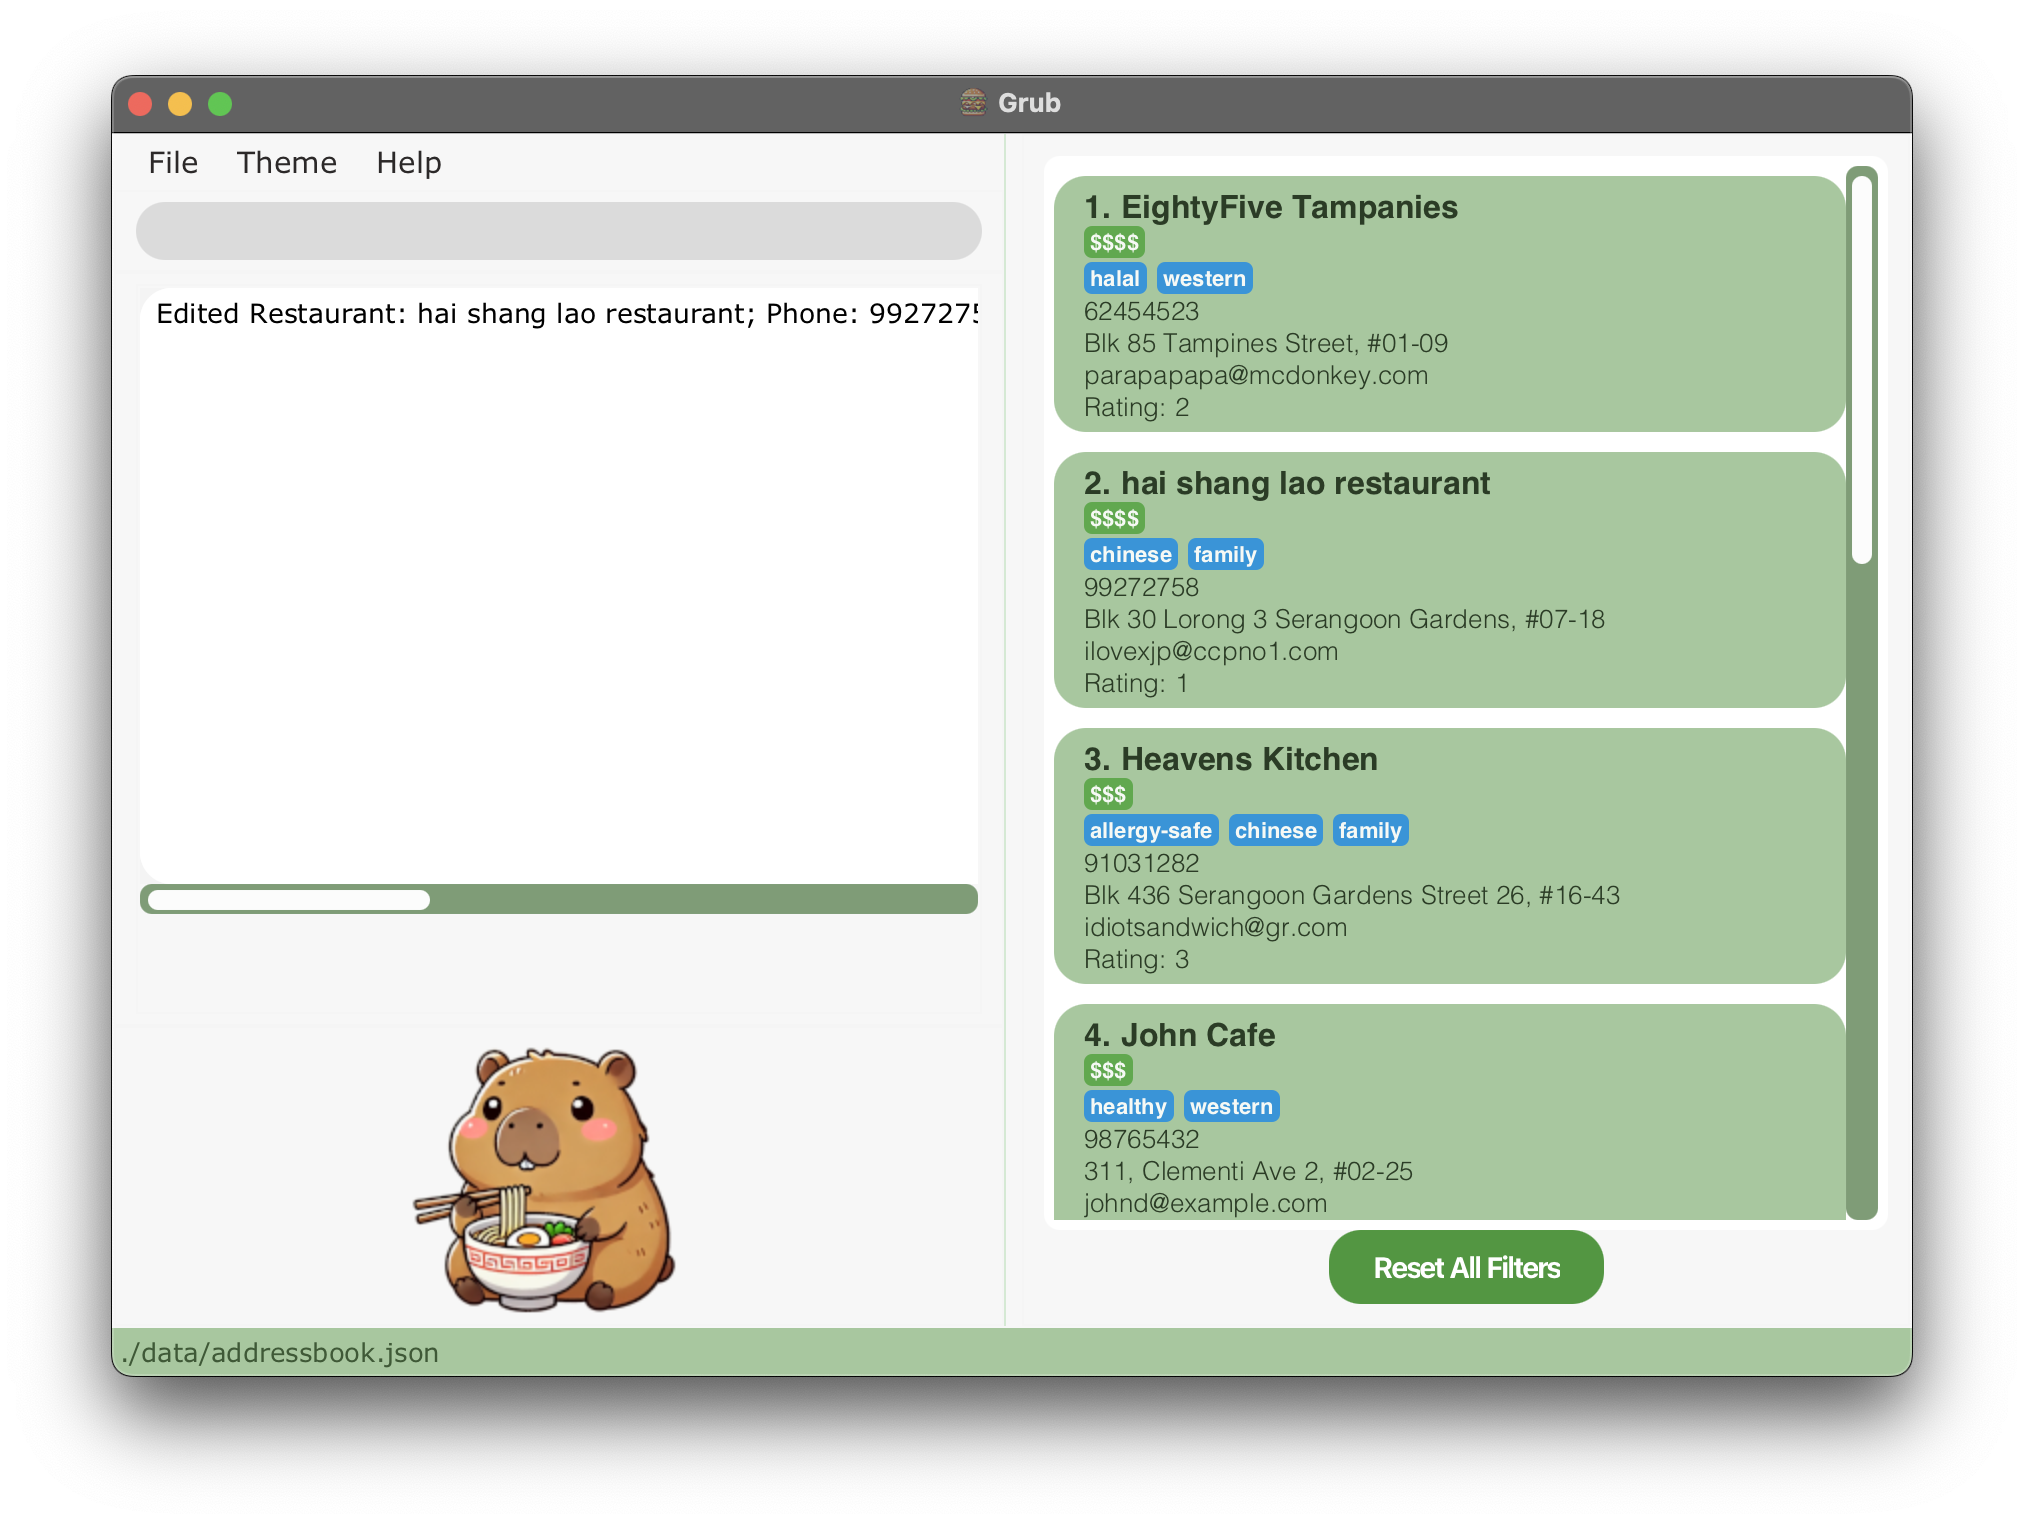 Grub
File Theme Help
Edited Restaurant: hai shang lao restaurant; Phone: 9927275
1. EightyFive Tampanies
$$$$
halal western
62454523
Blk 85 Tampines Street, #01-09
parapapapa@mcdonkey.com
Rating: 2
2. hai shang lao restaurant
$$$$
chinese family
99272758
Blk 30 Lorong 3 Serangoon Gardens, #07-18
ilovexjp@ccpno1.com
Rating: 1
3. Heavens Kitchen
$$$
allergy-safe chinese family
91031282
Blk 436 Serangoon Gardens Street 26, #16-43
idiotsandwich@gr.com
Rating: 3
4. John Cafe
$$$
healthy western
98765432
311, Clementi Ave 2, #02-25
johnd@example.com
Reset All Filters
./data/addressbook.json